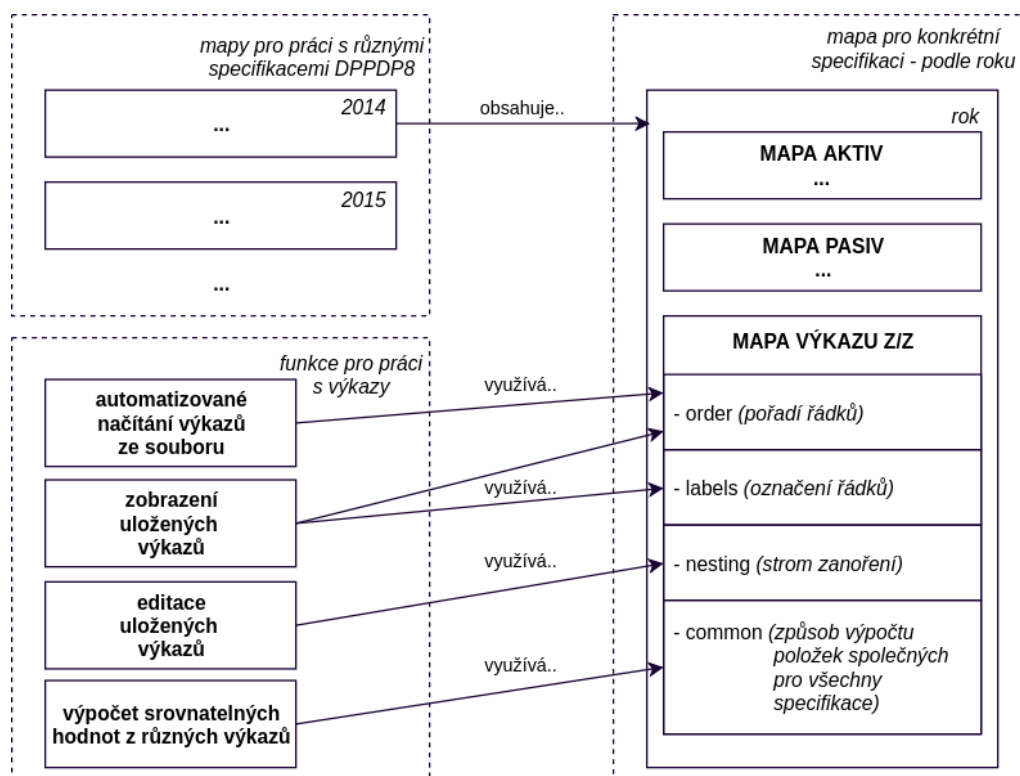 mapy pro práci s různými
specifikacemi DPPDP8
2014
...
2015
...
...
obsahuje..
mapa pro konkrétní
specifikaci - podle roku
rok
MAPA AKTIV
...
MAPA PASIV
...
MAPA VÝKAZU Z/Z
- order (pořadí řádků)
- labels (označení řádků)
- nesting (strom zanoření)
- common (způsob výpočtu
položek společných
pro všechny
specifikace)
funkce pro práci
s výkazy
automatizované
načítání výkazů
ze souboru
využívá..
zobrazení
uložených
výkazů
využívá..
editace
uložených
výkazů
využívá..
výpočet srovnatelných
hodnot z různých výkazů
využívá..